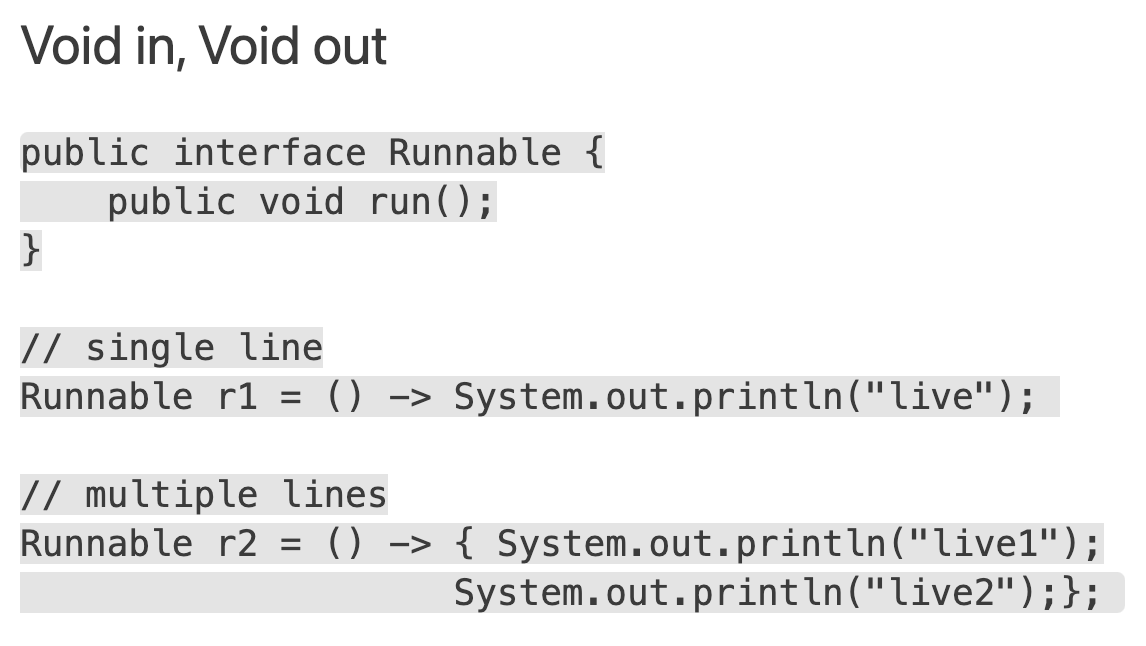 Void in, Void out
public interface Runnable {
    public void run();
}
// single line
Runnable r1 = () -> System.out.println("live");
// multiple lines
Runnable r2 = () -> { System.out.println("live1");
                    System.out.println("live2");};